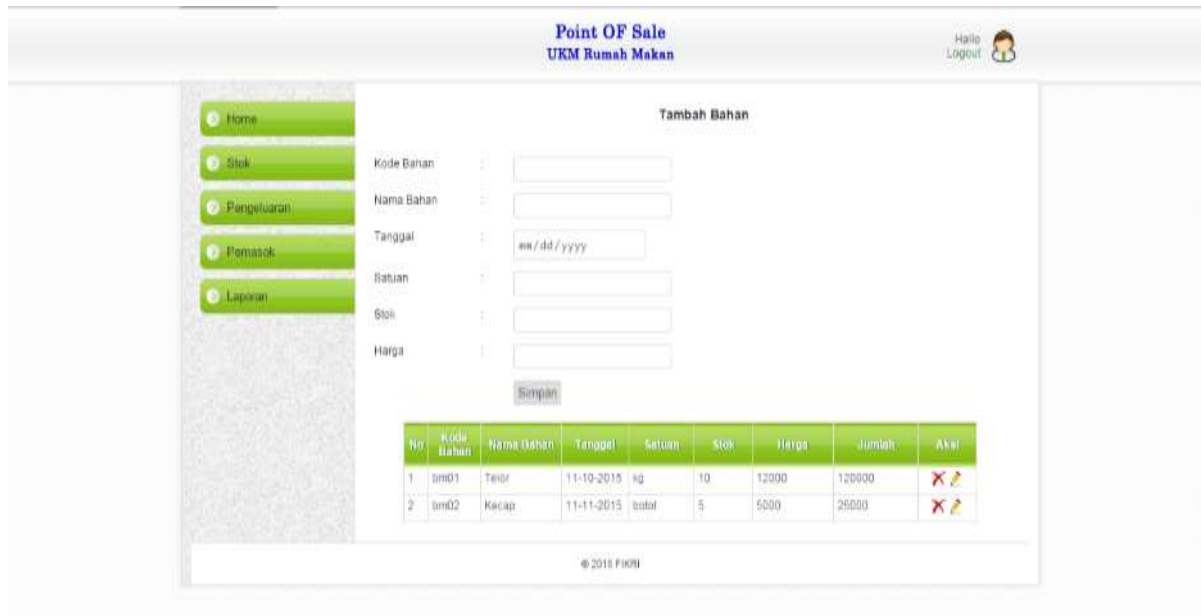 Point OF Sale
UKM Rumah Makan
Hallo
Logout
Home
Stok
Pengeluaran
Pemasok
Laporan
Tambah Bahan
Kode Bahan :
Nama Bahan :
Tanggal : mm/dd/yyyy
Satuan :
Stok :
Harga :
Simpan
No Kode Bahan Nama Bahan Tanggal Satuan Stok Harga Jumlah Aksi
1 bm01 Telor 11-10-2015 kg 10 12000 120000
2 bm02 Kecap 11-11-2015 botol 5 5000 25000
© 2015 FIKRI